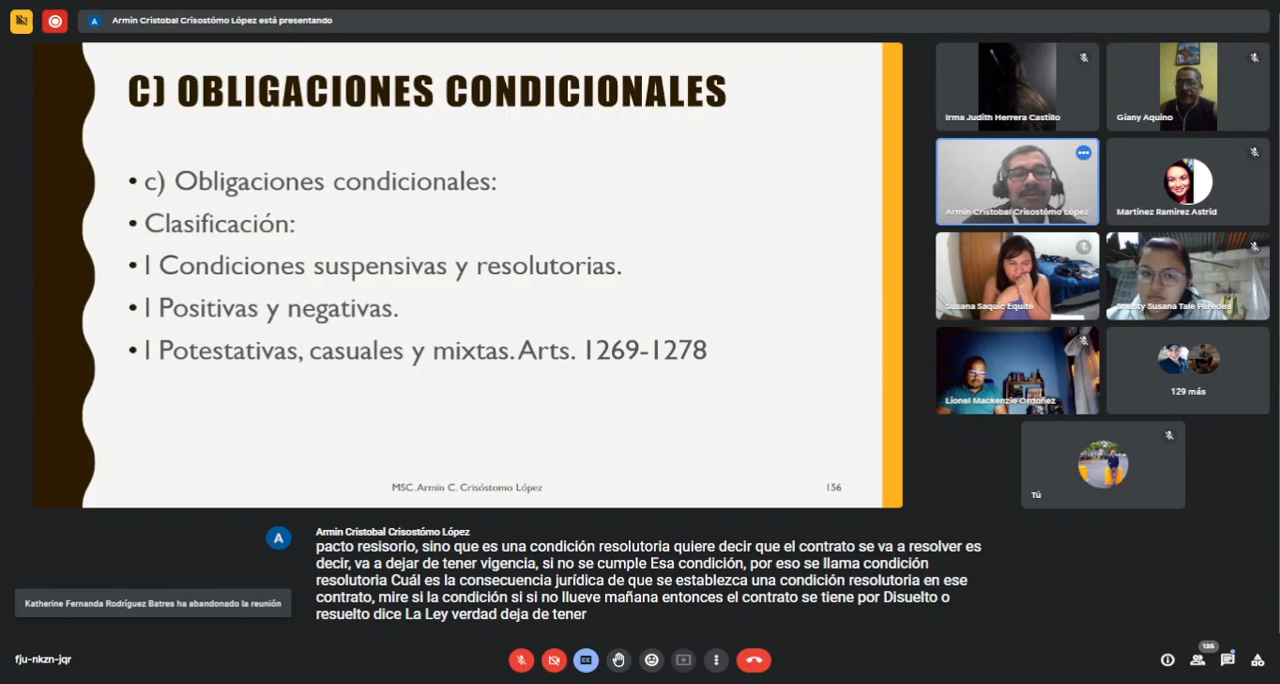 Armin Cristobal Crisostómo López está presentando
C) OBLIGACIONES CONDICIONALES
• c) Obligaciones condicionales:
• Clasificación:
• l Condiciones suspensivas y resolutorias.
• l Positivas y negativas.
• l Potestativas, casuales y mixtas. Arts. 1269-1278
MSC. Armin C. Crisóstomo López
156
Irma Judith Herrera Castillo
Giany Aquino
Armin Cristobal Crisostómo López
Martinez Ramirez Astrid
Susana Saquic Equité
Susana Tale Paredes
Lionel Mackenzie Ordoñez
129 más
Tú
A
Armin Cristobal Crisostómo López
pacto resisorio, sino que es una condición resolutoria quiere decir que el contrato se va a resolver es
decir, va a dejar de tener vigencia, si no se cumple Esa condición, por eso se llama condición
resolutoria Cuál es la consecuencia jurídica de que se establezca una condición resolutoria en ese
contrato, mire si la condición si si no llueve mañana entonces el contrato se tiene por Disuelto o
resuelto dice La Ley verdad deja de tener
Katherine Fernanda Rodríguez Batres ha abandonado la reunión
fju-nkzn-jqr
136